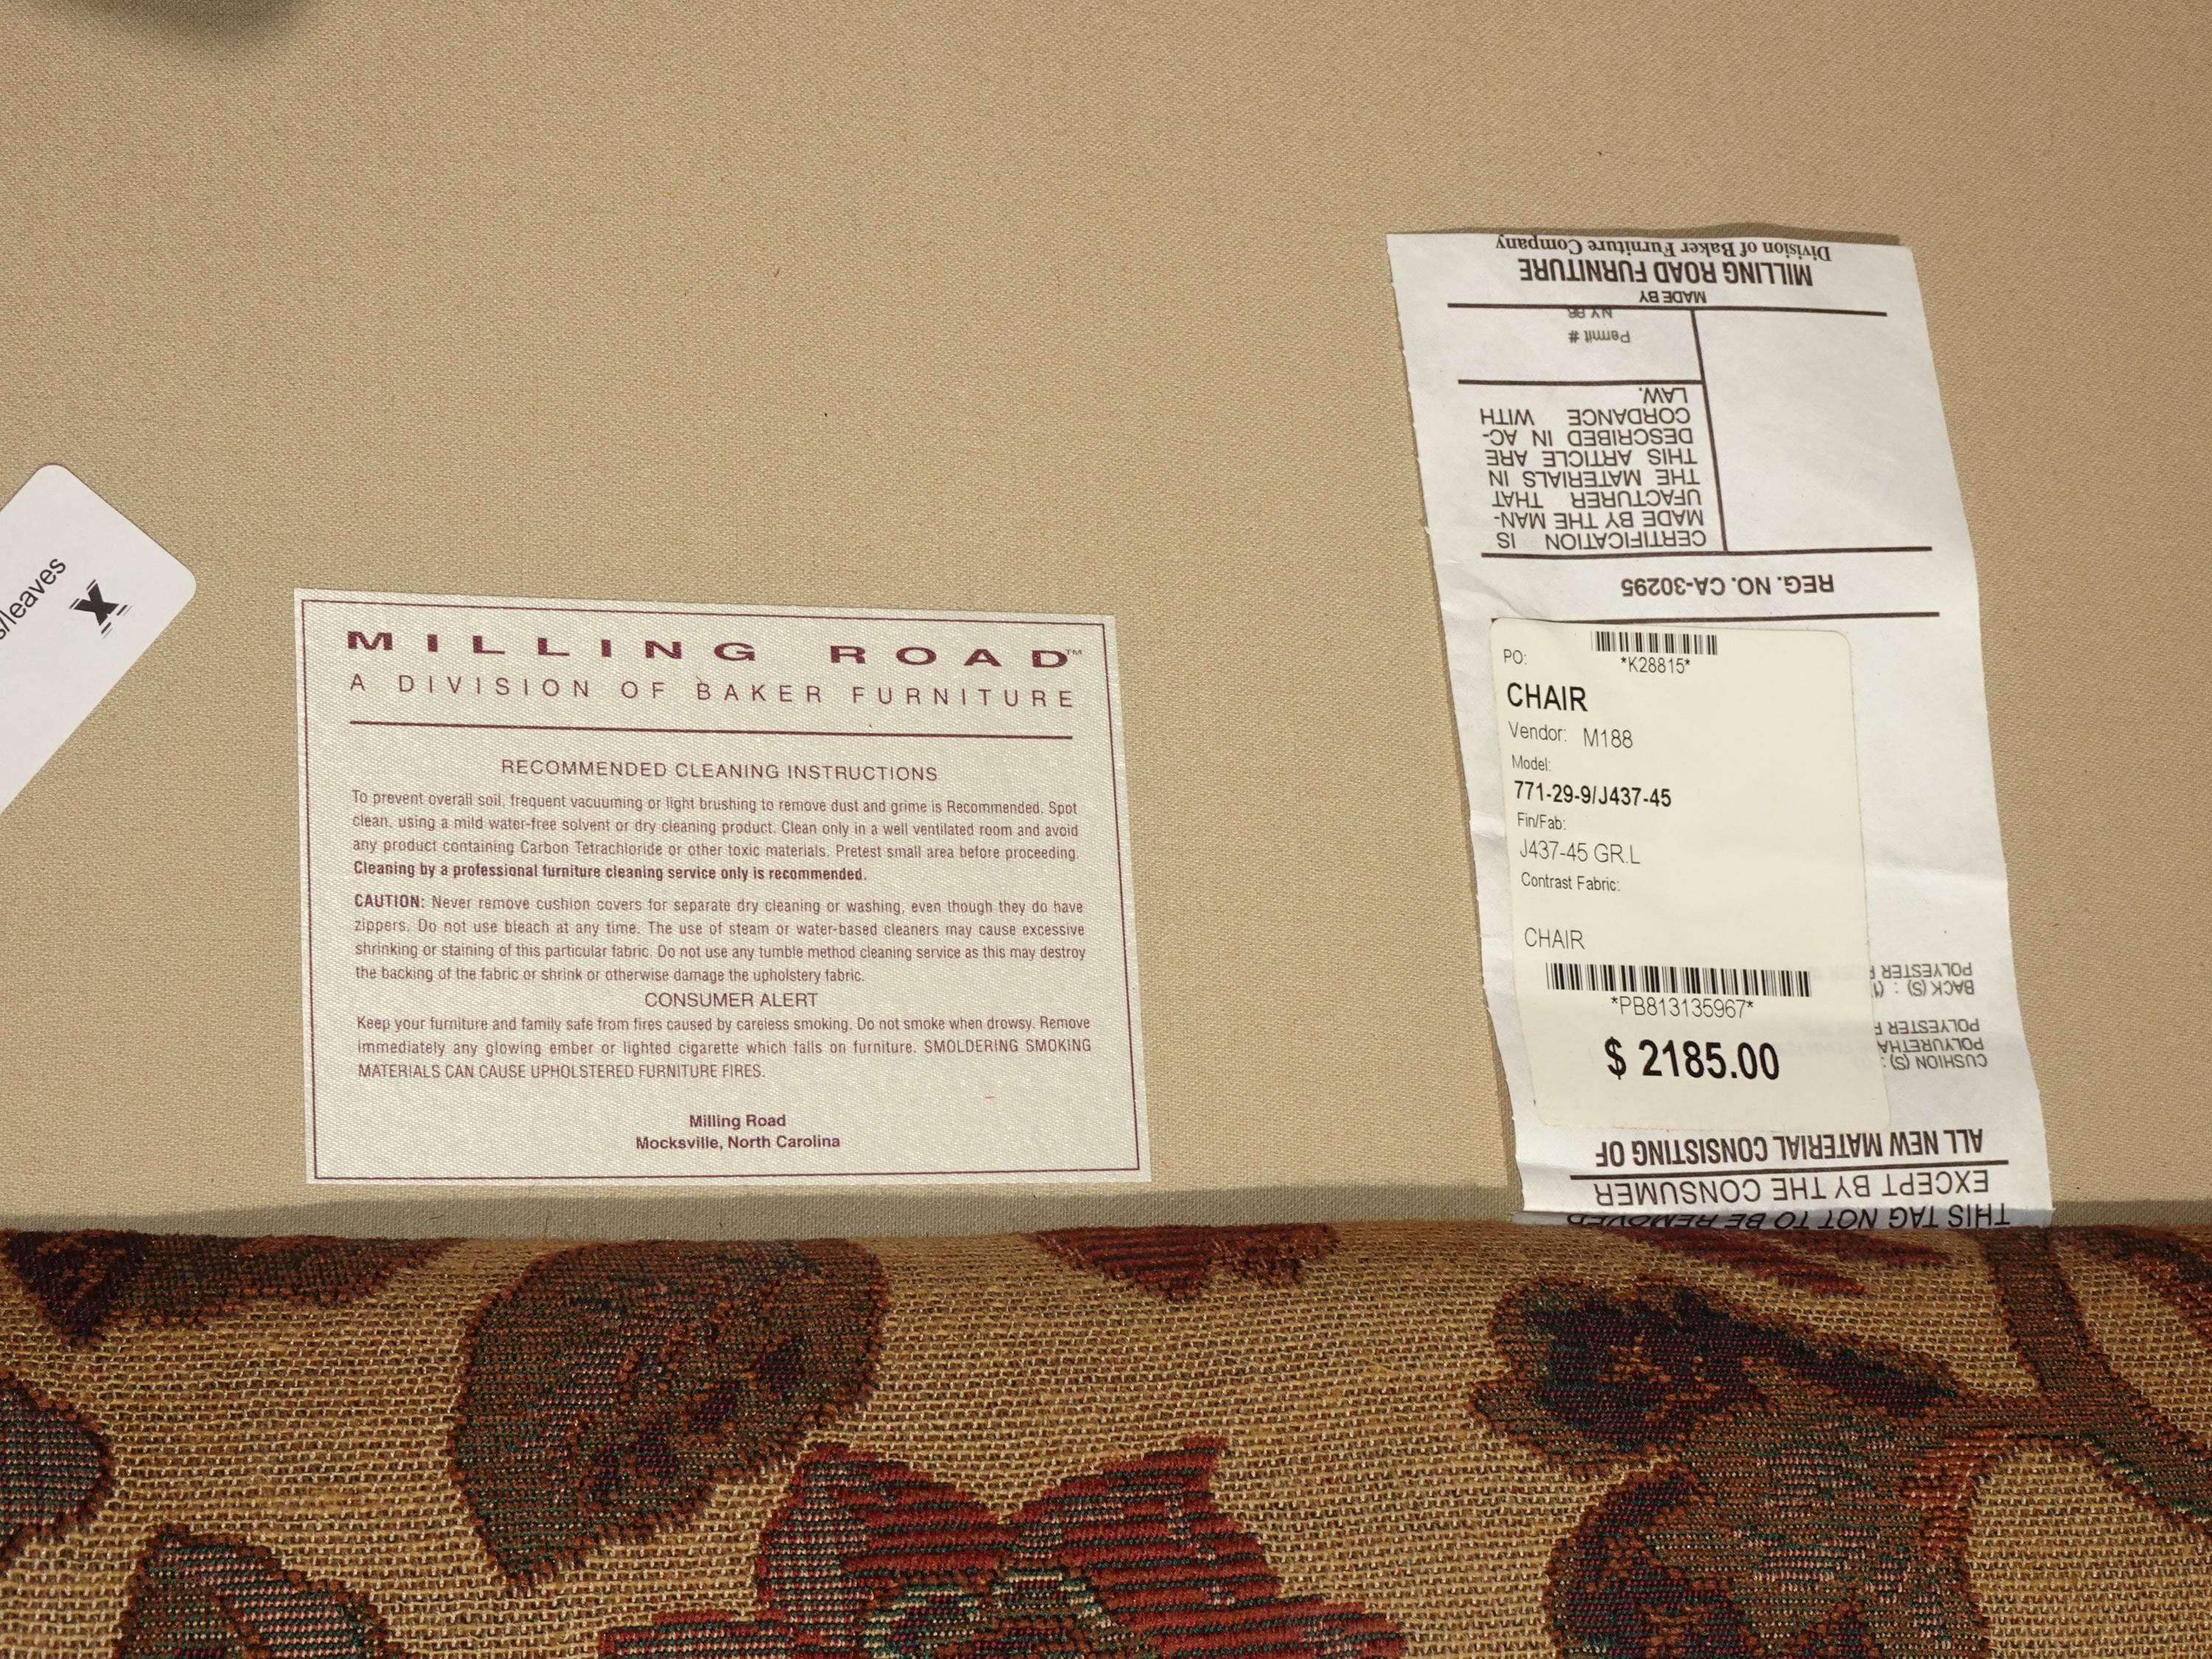 /leaves
X
MILLING ROAD™
A DIVISION OF BAKER FURNITURE
RECOMMENDED CLEANING INSTRUCTIONS
To prevent overall soil, frequent vacuuming or light brushing to remove dust and grime is Recommended. Spot
clean, using a mild water-free solvent or dry cleaning product. Clean only in a well ventilated room and avoid
any product containing Carbon Tetrachloride or other toxic materials. Pretest small area before proceeding.
Cleaning by a professional furniture cleaning service only is recommended.
CAUTION: Never remove cushion covers for separate dry cleaning or washing, even though they do have
zippers. Do not use bleach at any time. The use of steam or water-based cleaners may cause excessive
shrinking or staining of this particular fabric. Do not use any tumble method cleaning service as this may destroy
the backing of the fabric or shrink or otherwise damage the upholstery fabric.
CONSUMER ALERT
Keep your furniture and family safe from fires caused by careless smoking. Do not smoke when drowsy. Remove
immediately any glowing ember or lighted cigarette which falls on furniture. SMOLDERING SMOKING
MATERIALS CAN CAUSE UPHOLSTERED FURNITURE FIRES.
Milling Road
Mocksville, North Carolina
THIS TAG NOT TO BE REMOVED
EXCEPT BY THE CONSUMER
ALL NEW MATERIAL CONSISTING OF
CUSHION (S):
POLYURETHA
POLYESTER
BACK (S) : (1)
POLYESTER
PO:
*K28815*
CHAIR
Vendor: M188
Model:
771-29-9/J437-45
Fin/Fab:
J437-45 GR.L
Contrast Fabric:
CHAIR
*PB813135967*
$ 2185.00
REG. NO. CA-30295
CERTIFICATION IS
MADE BY THE MAN-
UFACTURER THAT
THE MATERIALS IN
THIS ARTICLE ARE
DESCRIBED IN AC-
CORDANCE WITH
LAW.
Permit #
NY
MADE BY
MILLING ROAD FURNITURE
Division of Baker Furniture Company